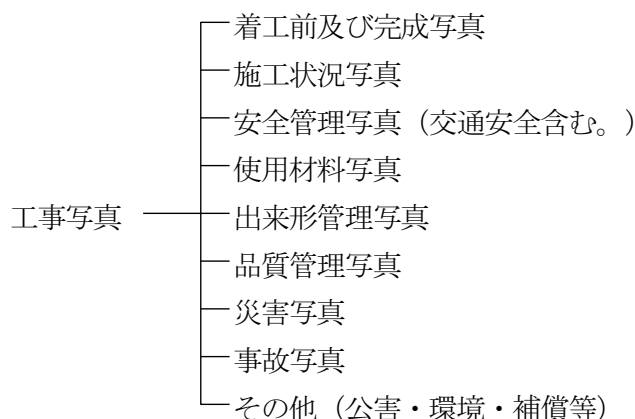 着工前及び完成写真
施工状況写真
安全管理写真（交通安全含む。）
使用材料写真
工事写真
出来形管理写真
品質管理写真
災害写真
事故写真
その他（公害・環境・補償等）